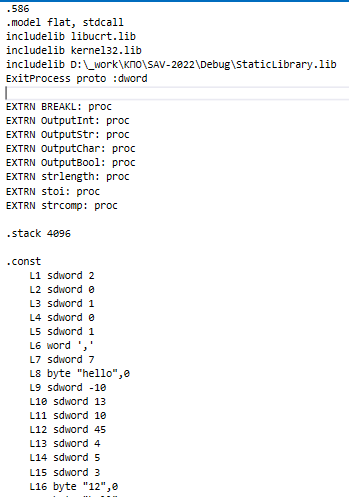 .586
.model flat, stdcall
includelib libucrt.lib
includelib kernel32.lib
includelib D:\_work\КПО\SAV-2022\Debug\StaticLibrary.lib
ExitProcess proto :dword
EXTRN BREAKL: proc
EXTRN OutputInt: proc
EXTRN OutputStr: proc
EXTRN OutputChar: proc
EXTRN OutputBool: proc
EXTRN strlength: proc
EXTRN stoi: proc
EXTRN strcomp: proc
.stack 4096
.const
L1 sdword 2
L2 sdword 0
L3 sdword 1
L4 sdword 0
L5 sdword 1
L6 word ','
L7 sdword 7
L8 byte "hello",0
L9 sdword -10
L10 sdword 13
L11 sdword 10
L12 sdword 45
L13 sdword 4
L14 sdword 5
L15 sdword 3
L16 byte "12",0